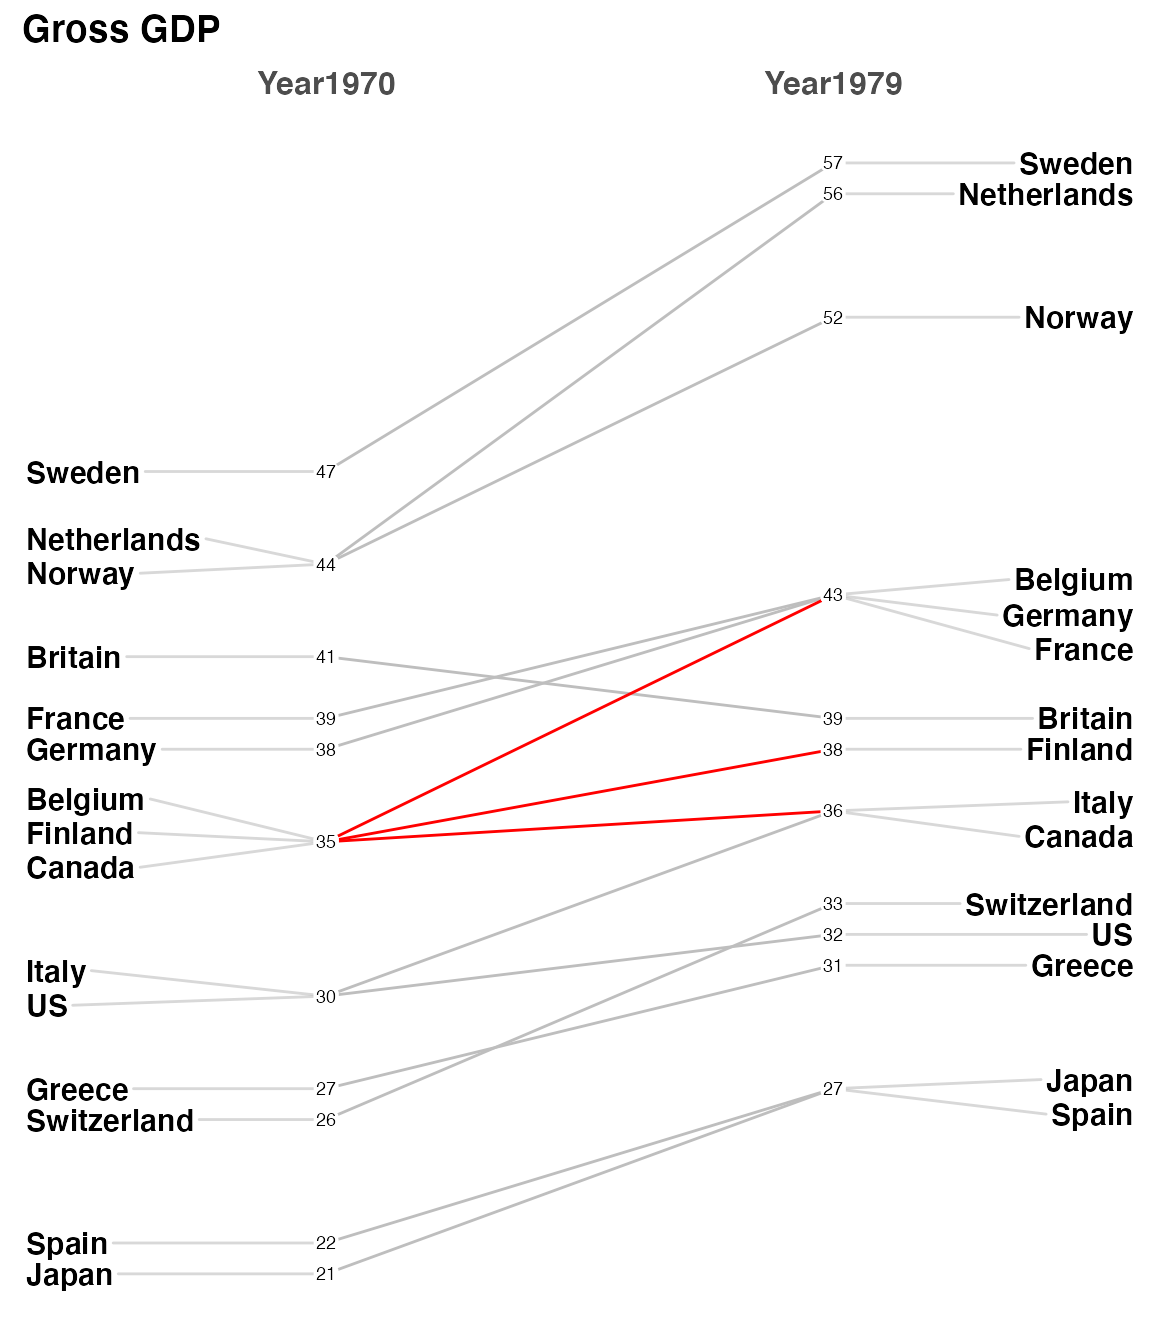 Gross GDP
Year1970 Year1979
57 Sweden
56 Netherlands
52 Norway
Sweden 47
Netherlands
Norway
44
Belgium
43
Germany
France
Britain 41
France 39
39 Britain
Germany 38
38 Finland
Belgium
Finland
Canada
35
Italy
36
Canada
33 Switzerland
32 US
31 Greece
Italy
US
30
Greece 27
Switzerland 26
Japan
27
Spain
Spain 22
Japan 21